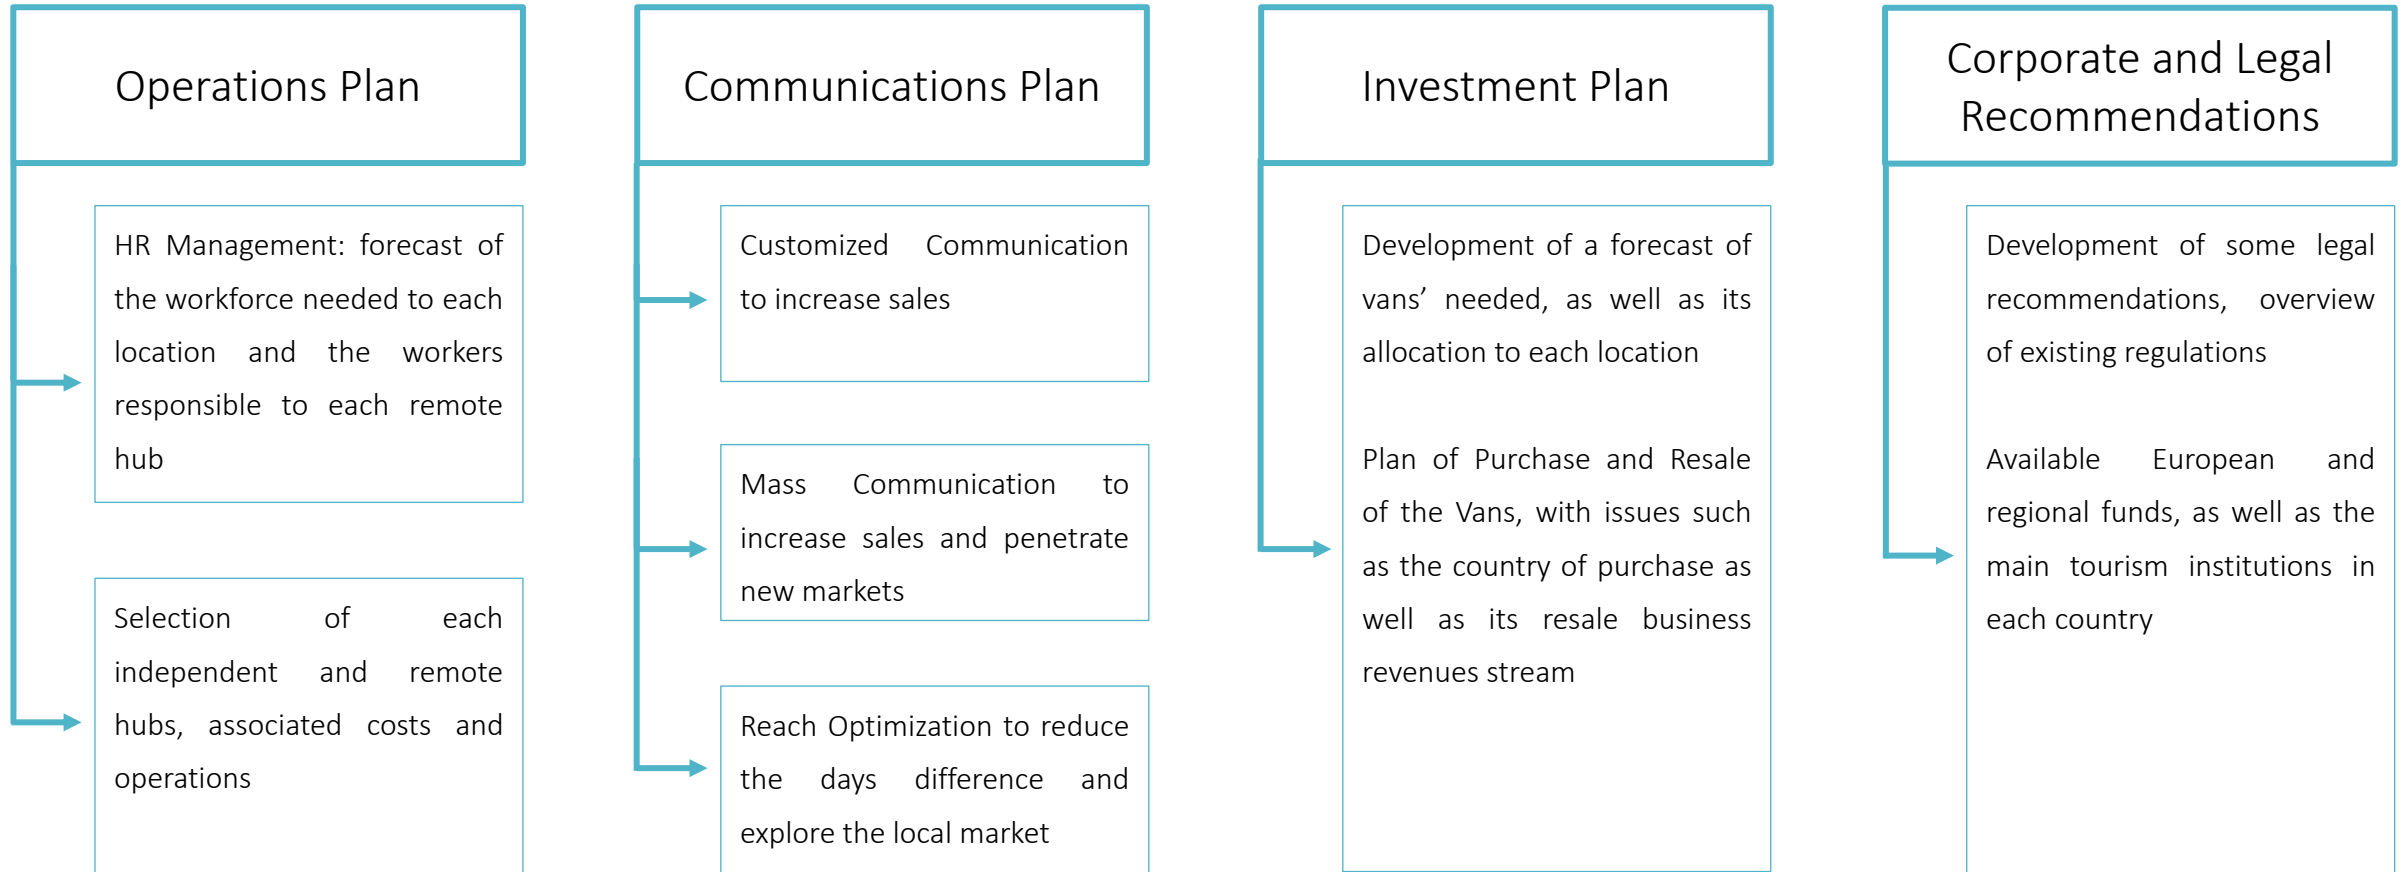 Operations Plan
HR Management: forecast of
the workforce needed to each
location and the workers
responsible to each remote
hub
Selection of each
independent and remote
hubs, associated costs and
operations
Communications Plan
Customized Communication
to increase sales
Mass Communication to
increase sales and penetrate
new markets
Reach Optimization to reduce
the days difference and
explore the local market
Investment Plan
Development of a forecast of
vans’ needed, as well as its
allocation to each location
Plan of Purchase and Resale
of the Vans, with issues such
as the country of purchase as
well as its resale business
revenues stream
Corporate and Legal
Recommendations
Development of some legal
recommendations, overview
of existing regulations
Available European and
regional funds, as well as the
main tourism institutions in
each country